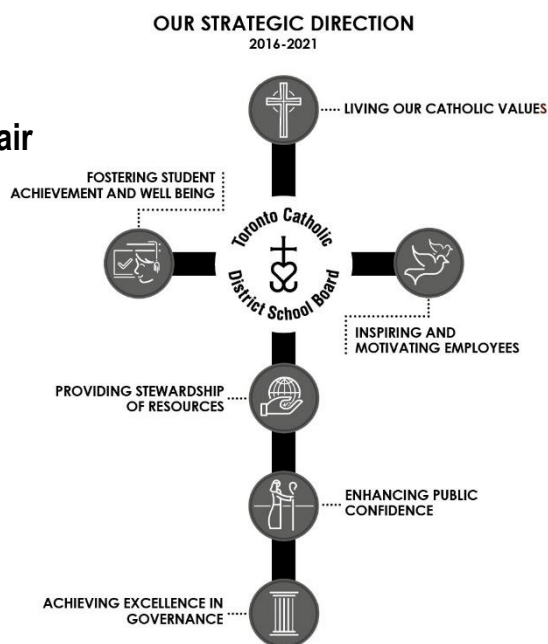 OUR STRATEGIC DIRECTION
2016-2021
LIVING OUR CATHOLIC VALUES
air
FOSTERING STUDENT
ACHIEVEMENT AND WELL BEING
Toronto Catholic
District School Board
INSPIRING AND
MOTIVATING EMPLOYEES
PROVIDING STEWARDSHIP
OF RESOURCES
ENHANCING PUBLIC
CONFIDENCE
ACHIEVING EXCELLENCE IN
GOVERNANCE